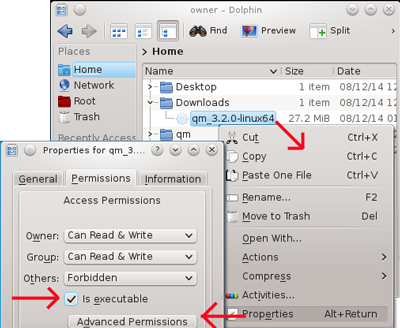 owner – Dolphin
Find Preview Split
Places
Home
Network
Root
Trash
Home
Name Size Date
Desktop 1 item 08/12/14 12
Downloads 1 item 08/12/14
qm_3.2.0-linux64 27.2 MiB 08/12/14
qm
Cut Ctrl+X
Copy Ctrl+C
Paste One File Ctrl+V
Rename... F2
Move to Trash Del
Open With...
Actions
Compress
Activities...
Properties Alt+Return
Properties for qm_3....
General Permissions Information
Access Permissions
Owner: Can Read & Write
Group: Can Read & Write
Others: Forbidden
Is executable
Advanced Permissions